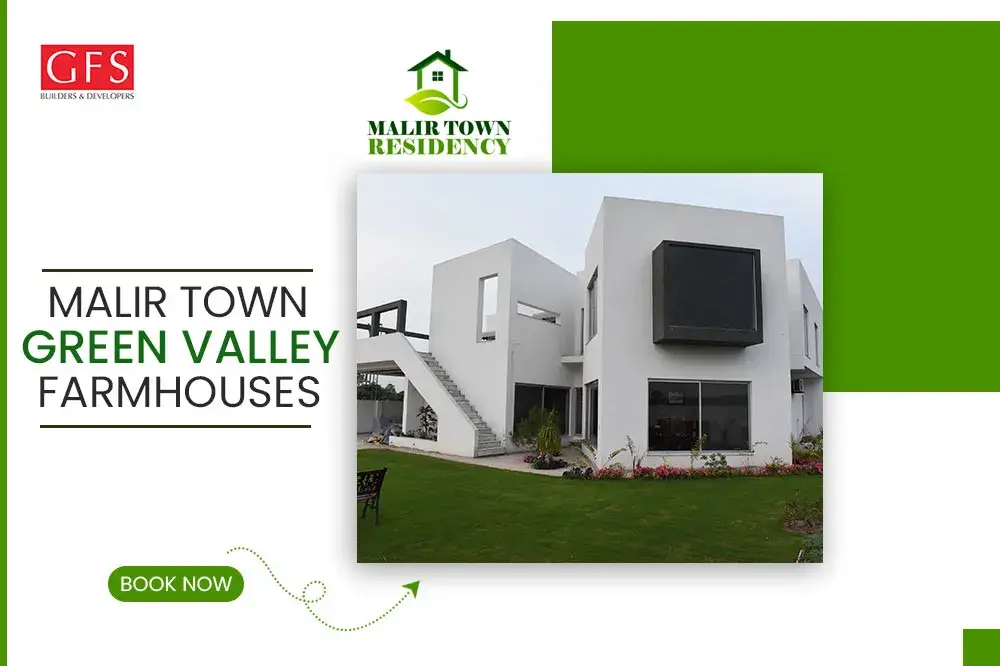 GFS
BUILDERS & DEVELOPERS
MALIR TOWN
RESIDENCY
MALIR TOWN
GREEN VALLEY
FARMHOUSES
BOOK NOW